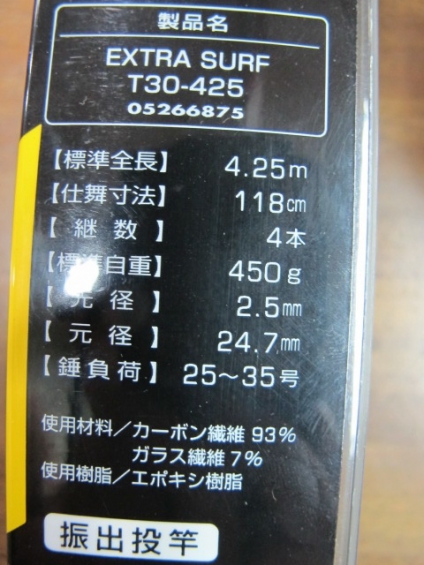 製品名
EXTRA SURF
T30-425
05266875
【標準全長】 4.25m
【仕舞寸法】 118cm
【継数】 4本
【標準自重】 450g
【元径】 2.5mm
【元径】 24.7mm
【錘負荷】 25～35号
使用材料/カーボン繊維 93%
ガラス繊維 7%
使用樹脂/エポキシ樹脂
振出投竿